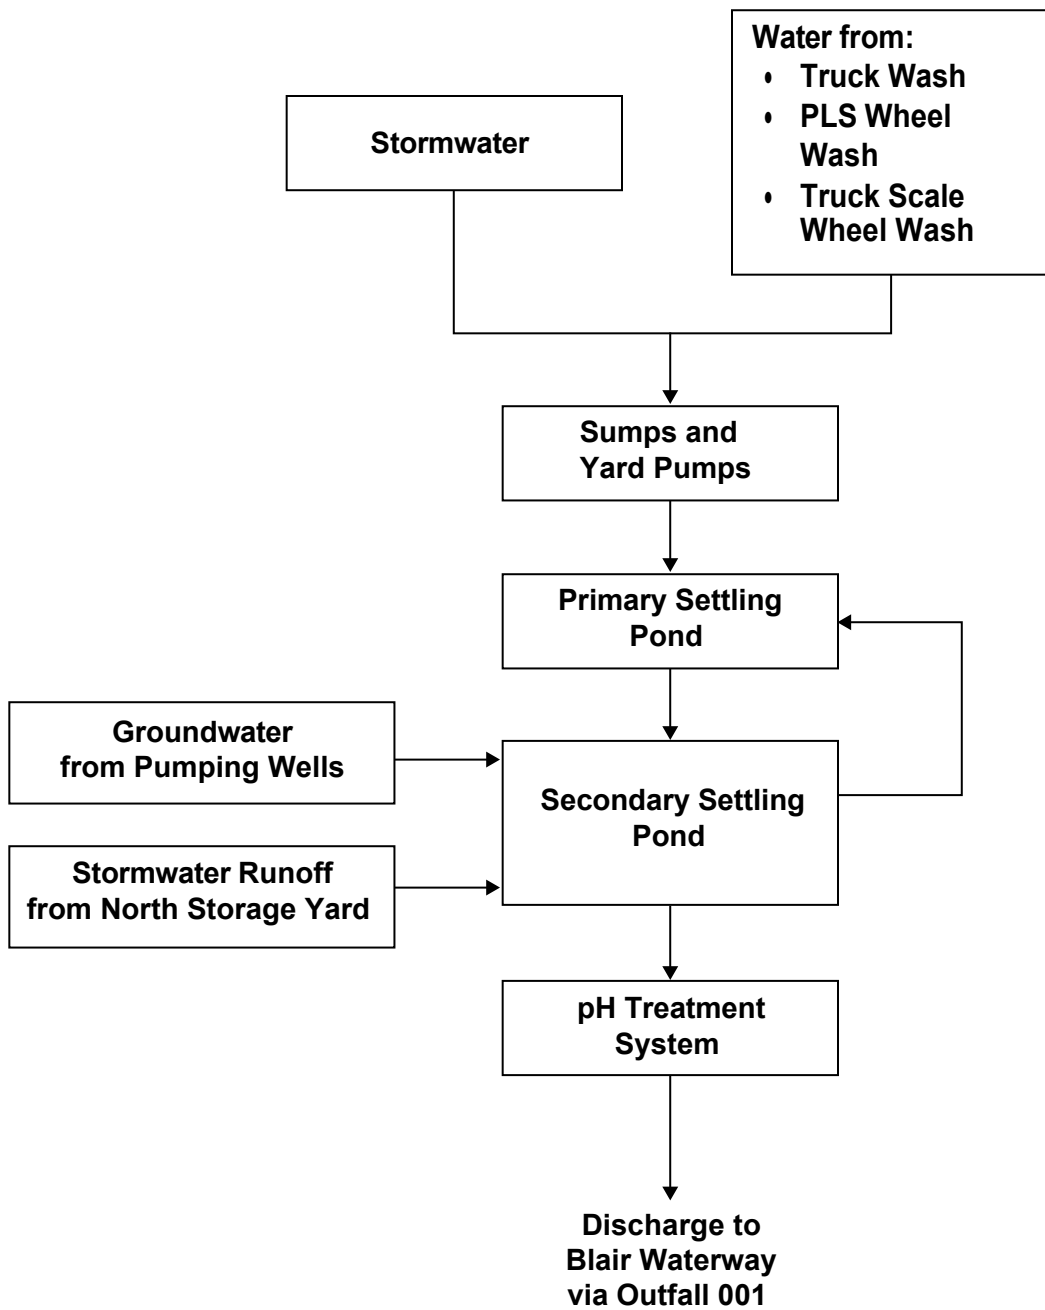 Stormwater
Water from:
• Truck Wash
• PLS Wheel
Wash
• Truck Scale
Wheel Wash
Sumps and
Yard Pumps
Primary Settling
Pond
Groundwater
from Pumping Wells
Secondary Settling
Pond
Stormwater Runoff
from North Storage Yard
pH Treatment
System
Discharge to
Blair Waterway
via Outfall 001